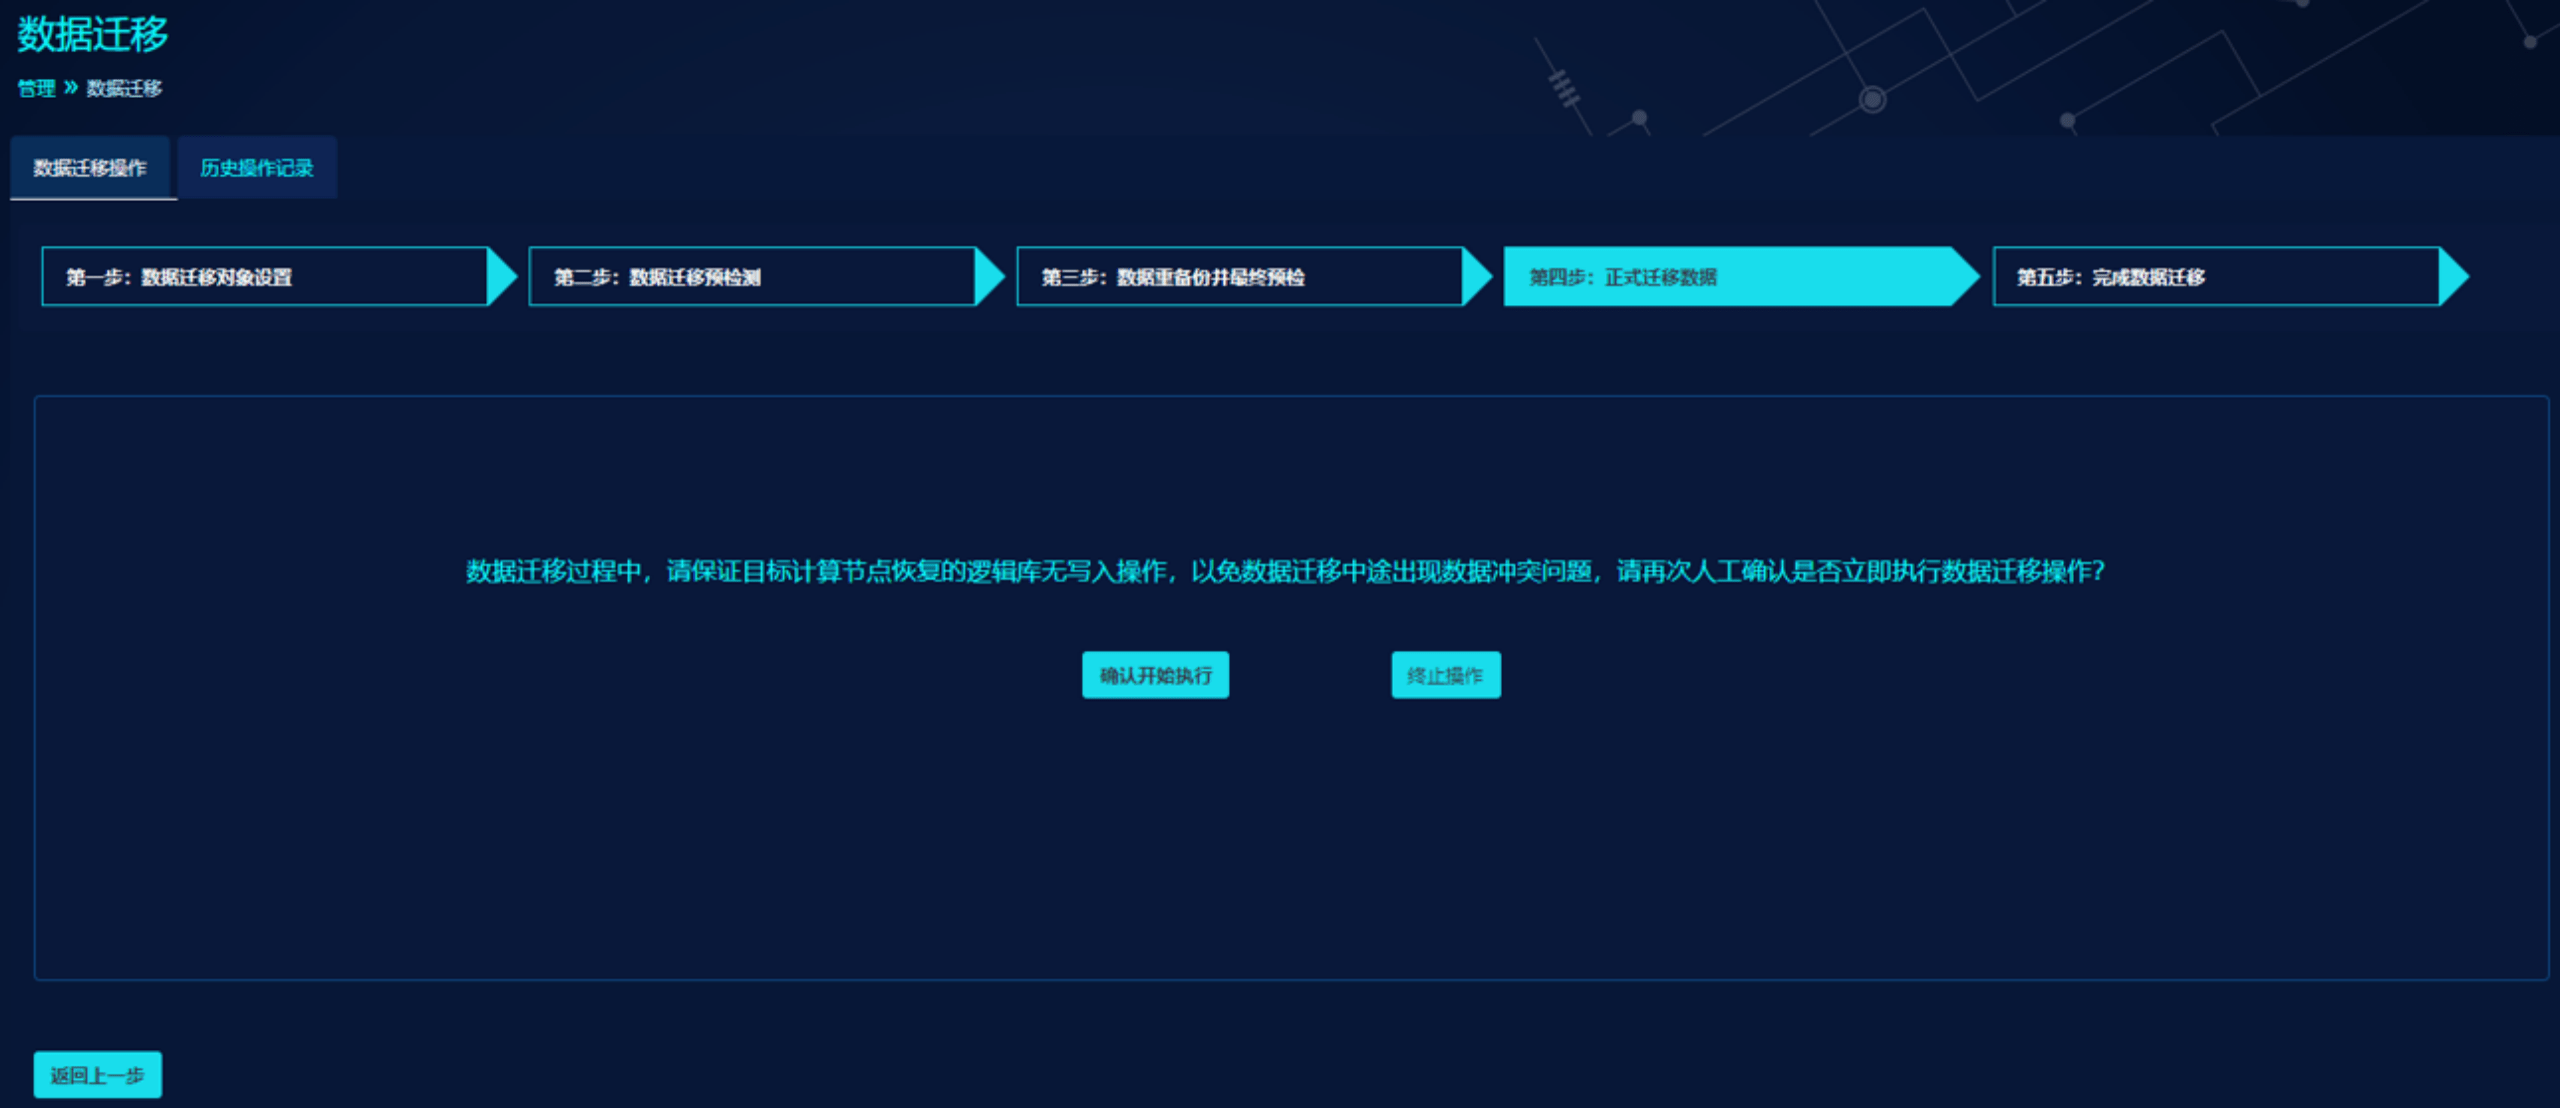 数据迁移
管理 » 数据迁移
数据迁移操作 历史操作记录
第一步：数据迁移对象设置 第二步：数据迁移预检测 第三步：数据重备份并最终预检 第四步：正式迁移数据 第五步：完成数据迁移
数据迁移过程中，请保证目标计算节点恢复的逻辑库无写入操作，以免数据迁移中途出现数据冲突问题，请再次人工确认是否立即执行数据迁移操作？
确认开始执行 终止操作
返回上一步